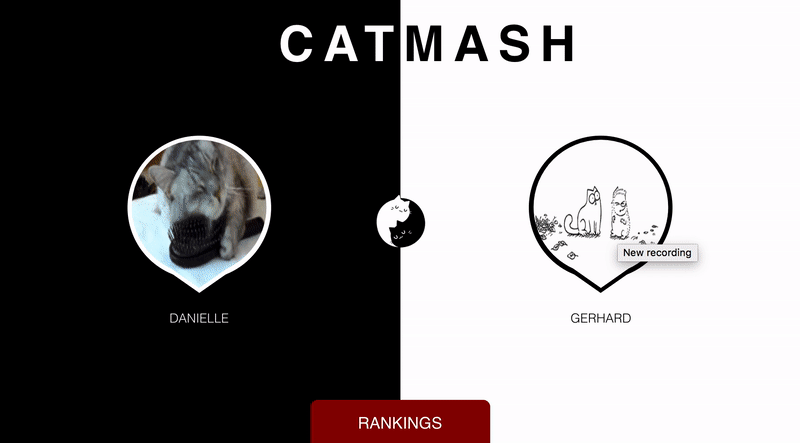 CATMASH
New recording
DANIELLE
GERHARD
RANKINGS